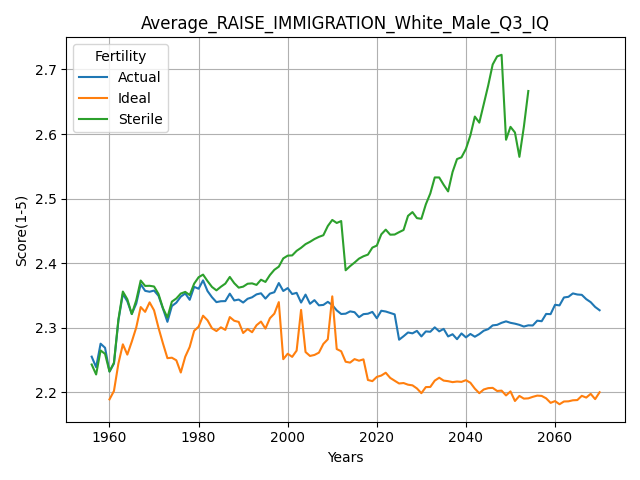 Average_RAISE_IMMIGRATION_White_Male_Q3_IQ
Fertility
Actual
Ideal
Sterile
Score(1-5)
2.7
2.6
2.5
2.4
2.3
2.2
1960 1980 2000 2020 2040 2060
Years